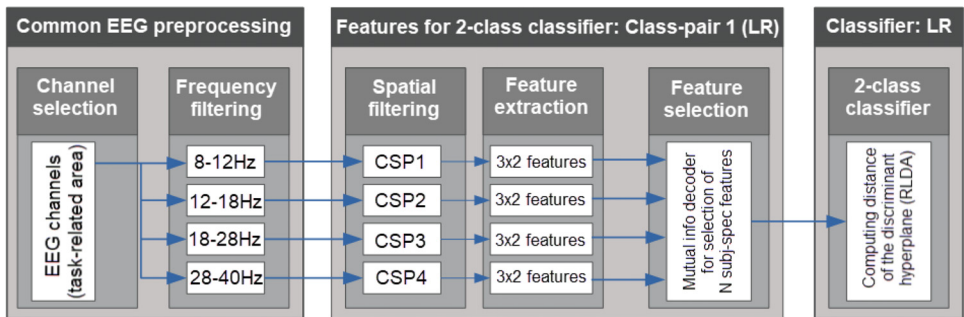 Common EEG preprocessing
Channel
selection
EEG channels
(task-related area)
Frequency
filtering
8-12Hz
12-18Hz
18-28Hz
28-40Hz
Features for 2-class classifier: Class-pair 1 (LR)
Spatial
filtering
CSP1
CSP2
CSP3
CSP4
Feature
extraction
3x2 features
3x2 features
3x2 features
3x2 features
Feature
selection
Mutual info decoder
for selection of
N subj-spec features
Classifier: LR
2-class
classifier
Computing distance
of the discriminant
hyperplane (RLDA)